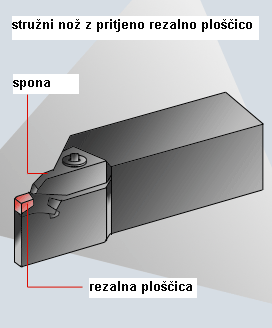 stružni nož z pritjeno rezalno ploščico
spona
rezalna ploščica